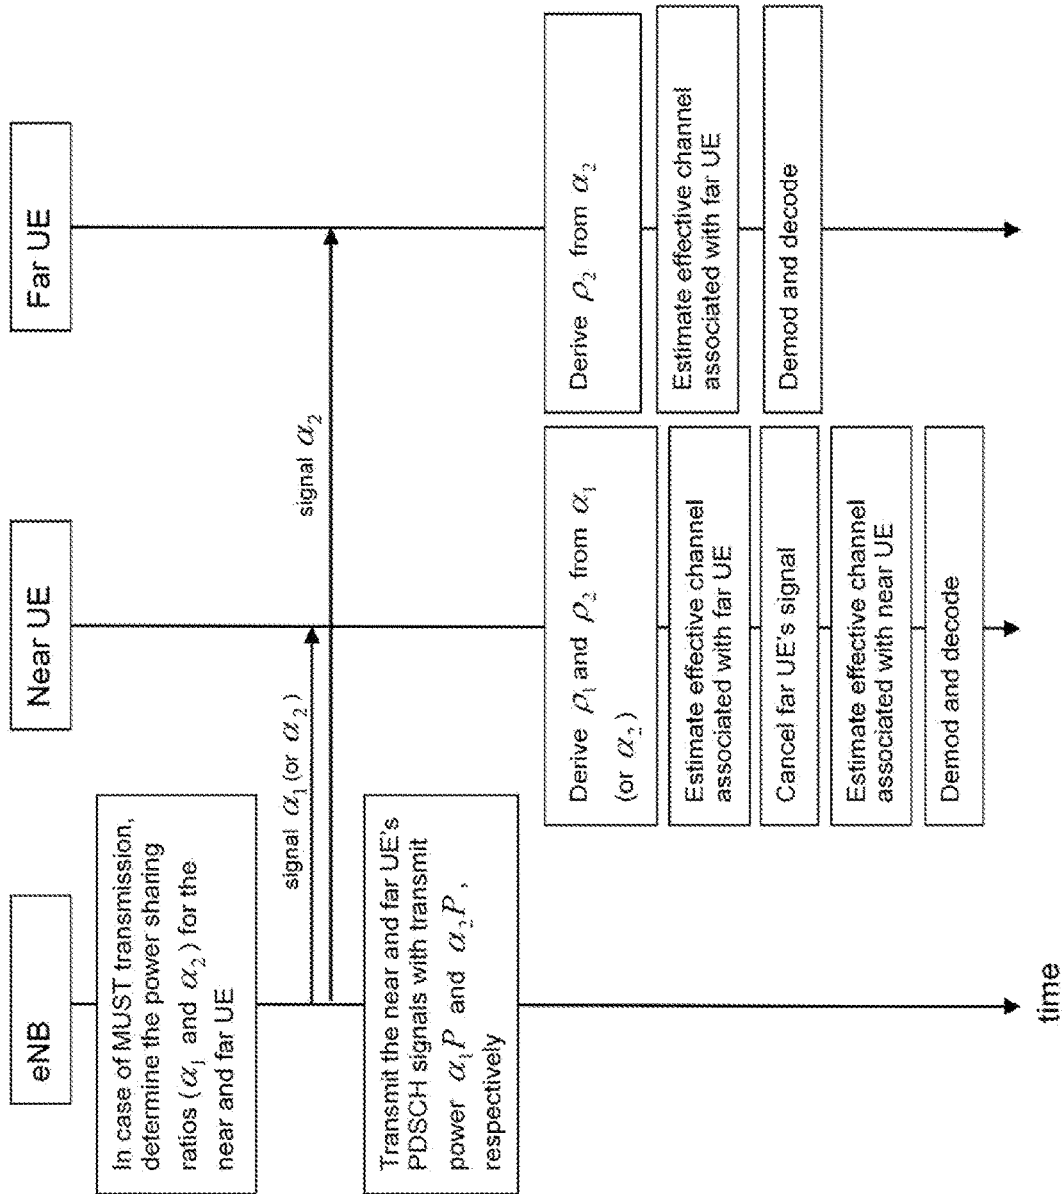 eNB
Near UE
Far UE
In case of MUST transmission,
determine the power sharing
ratios (α₁ and α₂) for the
near and far UE
signal α₁ (or α₂)
signal α₂
Transmit the near and far UE's
PDSCH signals with transmit
power α₁P and α₂P,
respectively
Derive ρ₁ and ρ₂ from α₁
(or α₂)
Estimate effective channel
associated with far UE
Cancel far UE's signal
Estimate effective channel
associated with near UE
Demod and decode
Derive ρ₂ from α₂
Estimate effective channel
associated with far UE
Demod and decode
time